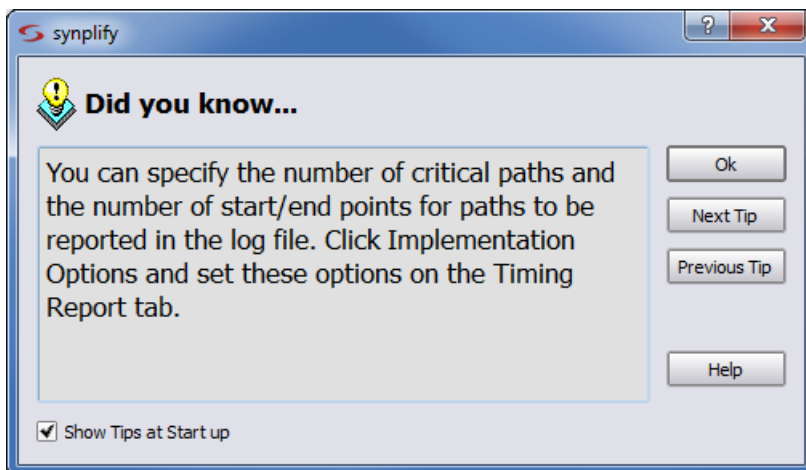 synplify
?
X
Did you know...
You can specify the number of critical paths and
the number of start/end points for paths to be
reported in the log file. Click Implementation
Options and set these options on the Timing
Report tab.
Ok
Next Tip
Previous Tip
Help
Show Tips at Start up